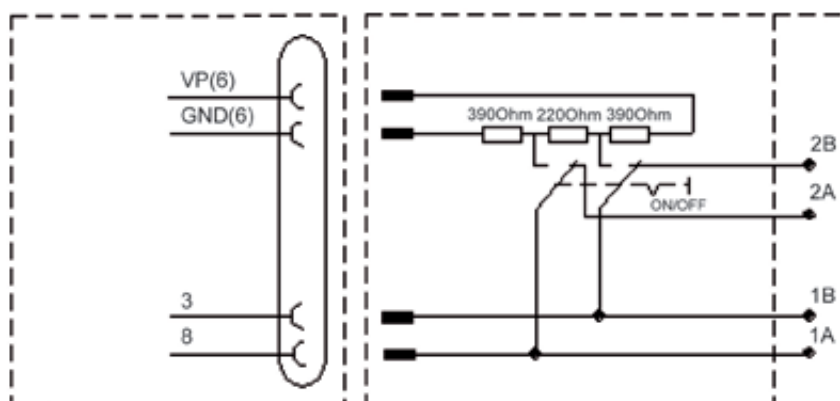 VP(6)
GND(6)
390Ohm 220Ohm 390Ohm
2B
2A
ON/OFF
3
1B
8
1A